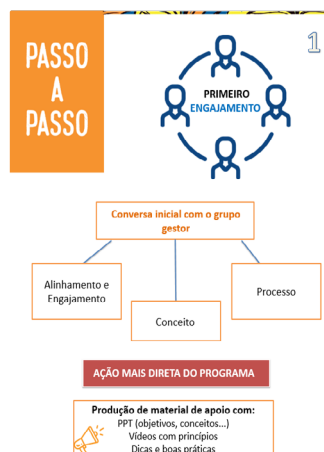 PASSO
A
PASSO
1
PRIMEIRO
ENGAJAMENTO
Conversa inicial com o grupo
gestor
Alinhamento e
Engajamento
Conceito
Processo
AÇÃO MAIS DIRETA DO PROGRAMA
Produção de material de apoio com:
PPT (objetivos, conceitos...)
Vídeos com princípios
Dicas e boas práticas